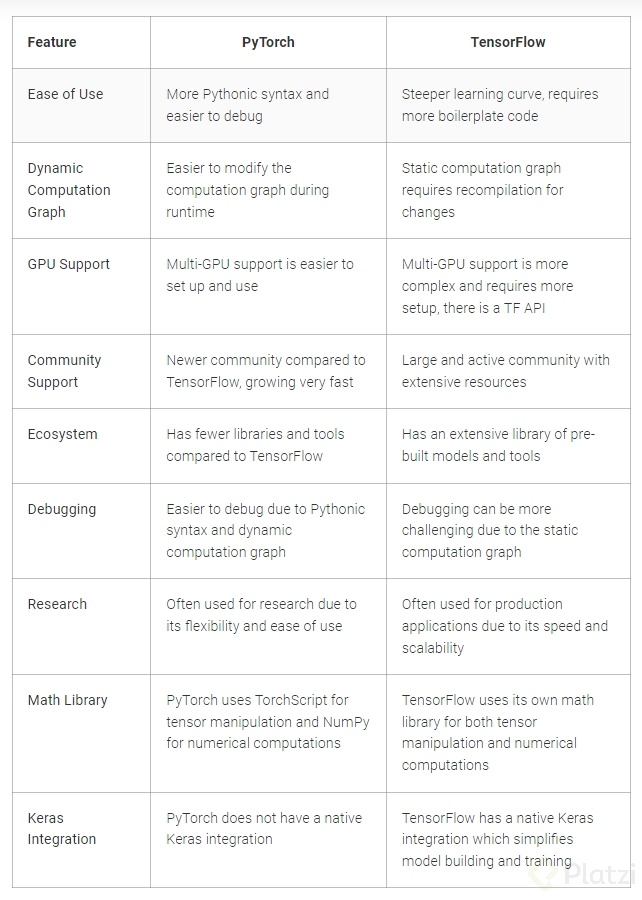 Feature
PyTorch
TensorFlow
Ease of Use
More Pythonic syntax and
easier to debug
Steeper learning curve, requires
more boilerplate code
Dynamic
Computation
Graph
Easier to modify the
computation graph during
runtime
Static computation graph
requires recompilation for
changes
GPU Support
Multi-GPU support is easier to
set up and use
Multi-GPU support is more
complex and requires more
setup, there is a TF API
Community
Support
Newer community compared to
TensorFlow, growing very fast
Large and active community with
extensive resources
Ecosystem
Has fewer libraries and tools
compared to TensorFlow
Has an extensive library of pre-
built models and tools
Debugging
Easier to debug due to Pythonic
syntax and dynamic
computation graph
Debugging can be more
challenging due to the static
computation graph
Research
Often used for research due to
its flexibility and ease of use
Often used for production
applications due to its speed and
scalability
Math Library
PyTorch uses TorchScript for
tensor manipulation and NumPy
for numerical computations
TensorFlow uses its own math
library for both tensor
manipulation and numerical
computations
Keras
Integration
PyTorch does not have a native
Keras integration
TensorFlow has a native Keras
integration which simplifies
model building and training
Platzi